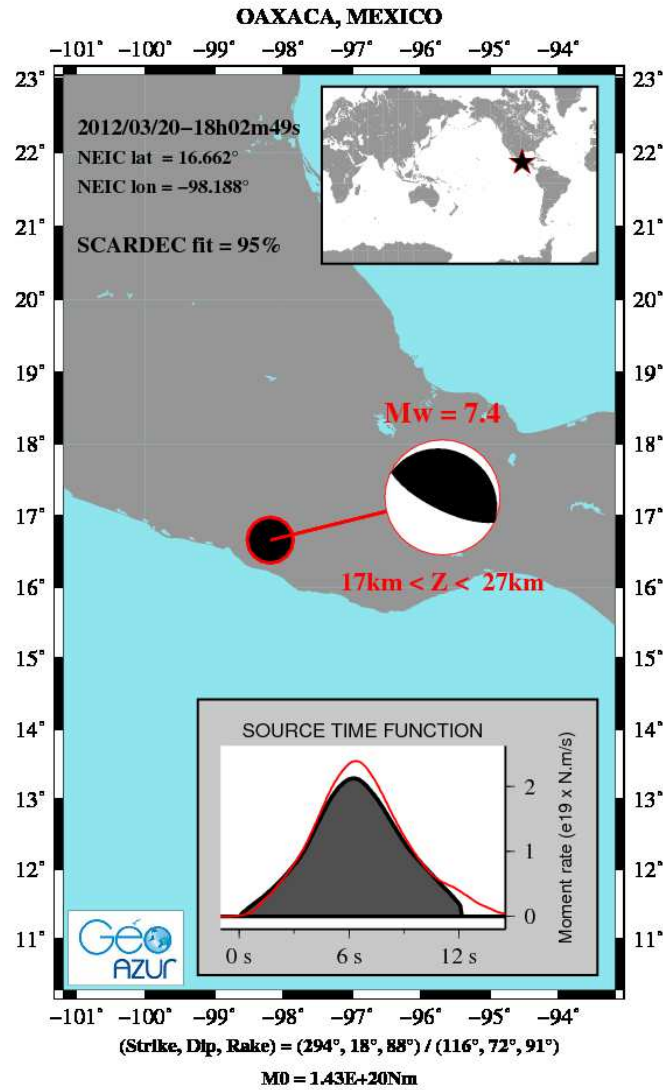 OAXACA, MEXICO
−101° −100° −99° −98° −97° −96° −95° −94°
23°
22°
21°
20°
19°
18°
17°
16°
15°
14°
13°
12°
11°
23°
22°
21°
20°
19°
18°
17°
16°
15°
14°
13°
12°
11°
2012/03/20−18h02m49s
NEIC lat = 16.662°
NEIC lon = −98.188°
SCARDEC fit = 95%
Mw = 7.4
17km < Z < 27km
SOURCE TIME FUNCTION
2
1
0
Moment rate (e19 x N.m/s)
0 s 6 s 12 s
Géo
AZUR
−101° −100° −99° −98° −97° −96° −95° −94°
(Strike, Dip, Rake) = (294°, 18°, 88°) / (116°, 72°, 91°)
M0 = 1.43E+20Nm